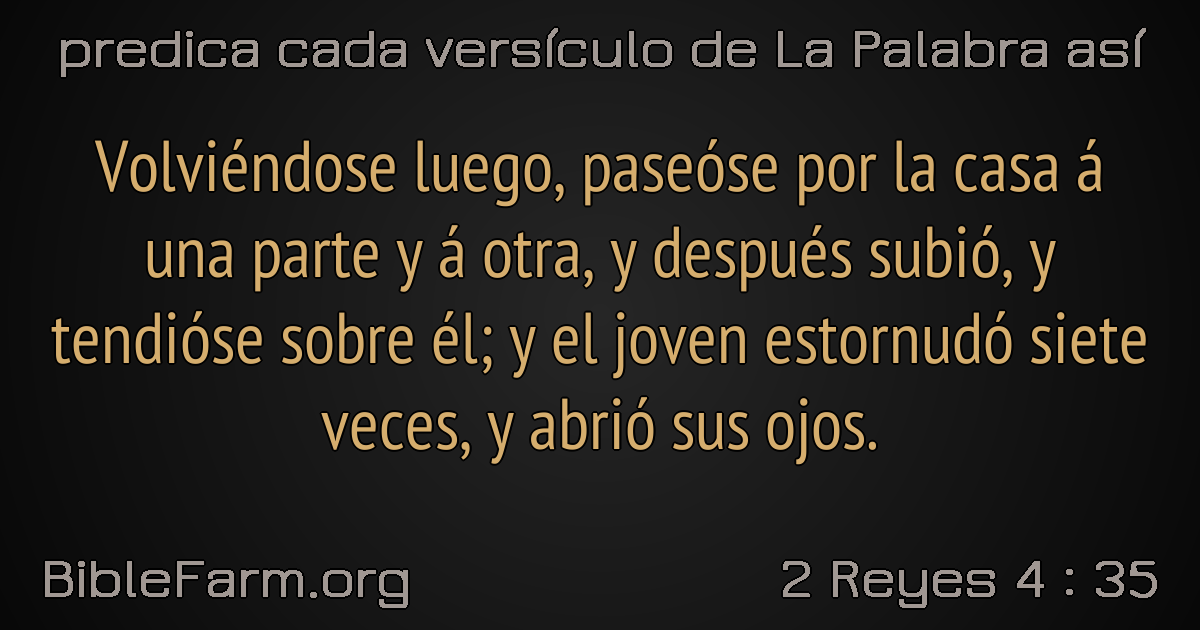 predica cada versículo de La Palabra así
Volviéndose luego, paseóse por la casa á
una parte y á otra, y después subió, y
tendióse sobre él; y el joven estornudó siete
veces, y abrió sus ojos.
BibleFarm.org
2 Reyes 4 : 35